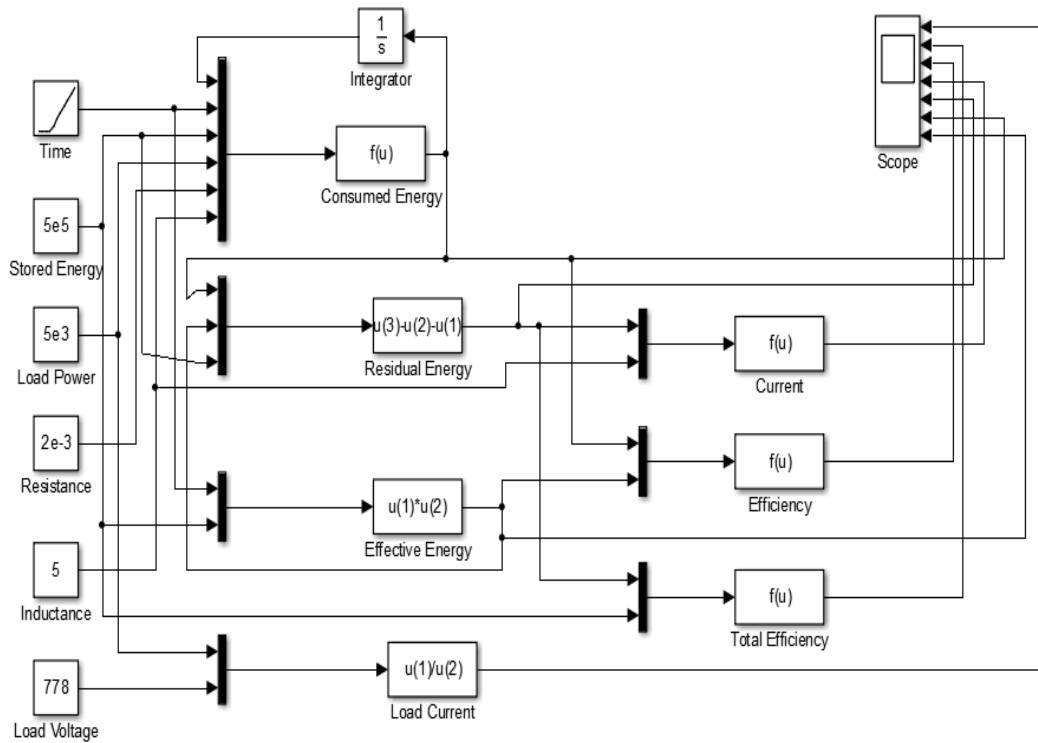 1
s
Integrator
Scope
Time
f(u)
Consumed Energy
5e5
Stored Energy
5e3
Load Power
u(3)-u(2)-u(1)
Residual Energy
f(u)
Current
2e-3
Resistance
f(u)
Efficiency
u(1)*u(2)
Effective Energy
5
Inductance
f(u)
Total Efficiency
778
Load Voltage
u(1)/u(2)
Load Current